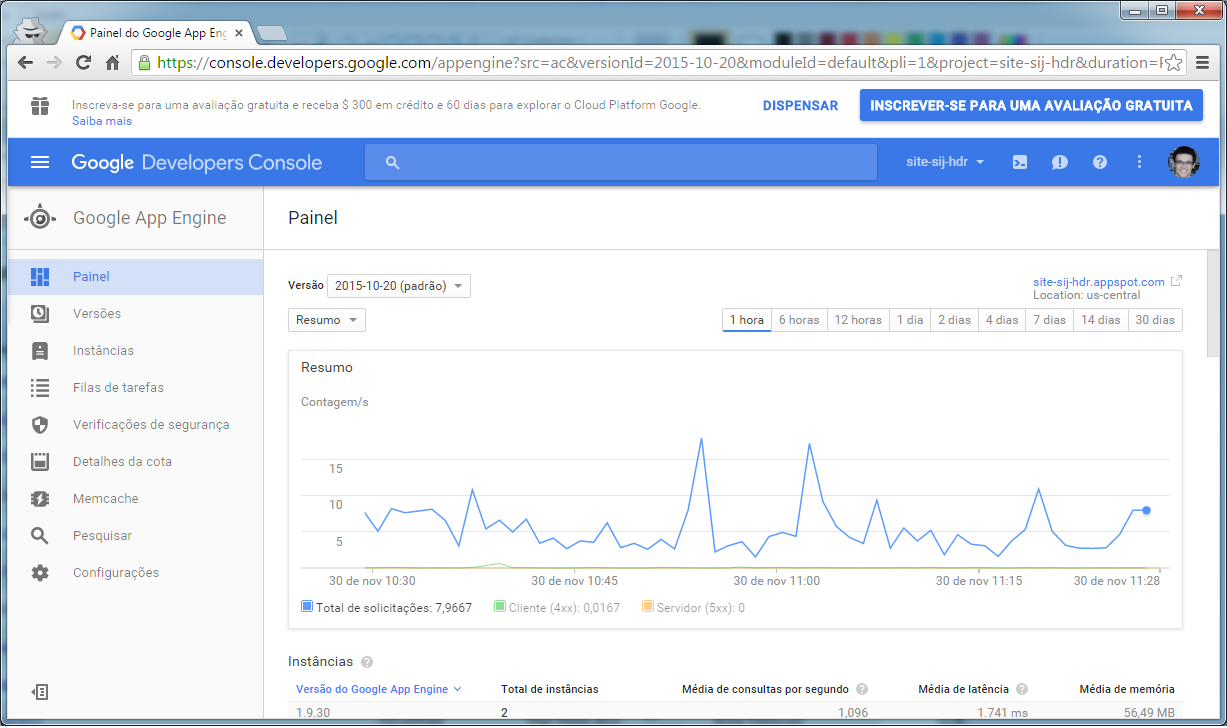 Painel do Google App Eng
https://console.developers.google.com/appengine?src=ac&versionId=2015-10-20&moduleId=default&pli=1&project=site-sij-hdr&duration=
Inscreva-se para uma avaliação gratuita e receba $ 300 em crédito e 60 dias para explorar o Cloud Platform Google.
Saiba mais
DISPENSAR
INSCREVER-SE PARA UMA AVALIAÇÃO GRATUITA
Google Developers Console
site-sij-hdr
Google App Engine
Painel
Painel
Versões
Instâncias
Filas de tarefas
Verificações de segurança
Detalhes da cota
Memcache
Pesquisar
Configurações
Versão 2015-10-20 (padrão)
site-sij-hdr.appspot.com
Location: us-central
Resumo
1 hora 6 horas 12 horas 1 dia 2 dias 4 dias 7 dias 14 dias 30 dias
Resumo
Contagem/s
15
10
5
30 de nov 10:30 30 de nov 10:45 30 de nov 11:00 30 de nov 11:15 30 de nov 11:28
Total de solicitações: 7,9667 Cliente (4xx): 0,0167 Servidor (5xx): 0
Instâncias ?
Versão do Google App Engine Total de instâncias Média de consultas por segundo ? Média de latência ? Média de memória
1.9.30 2 1,096 1.741 ms 56,49 MB